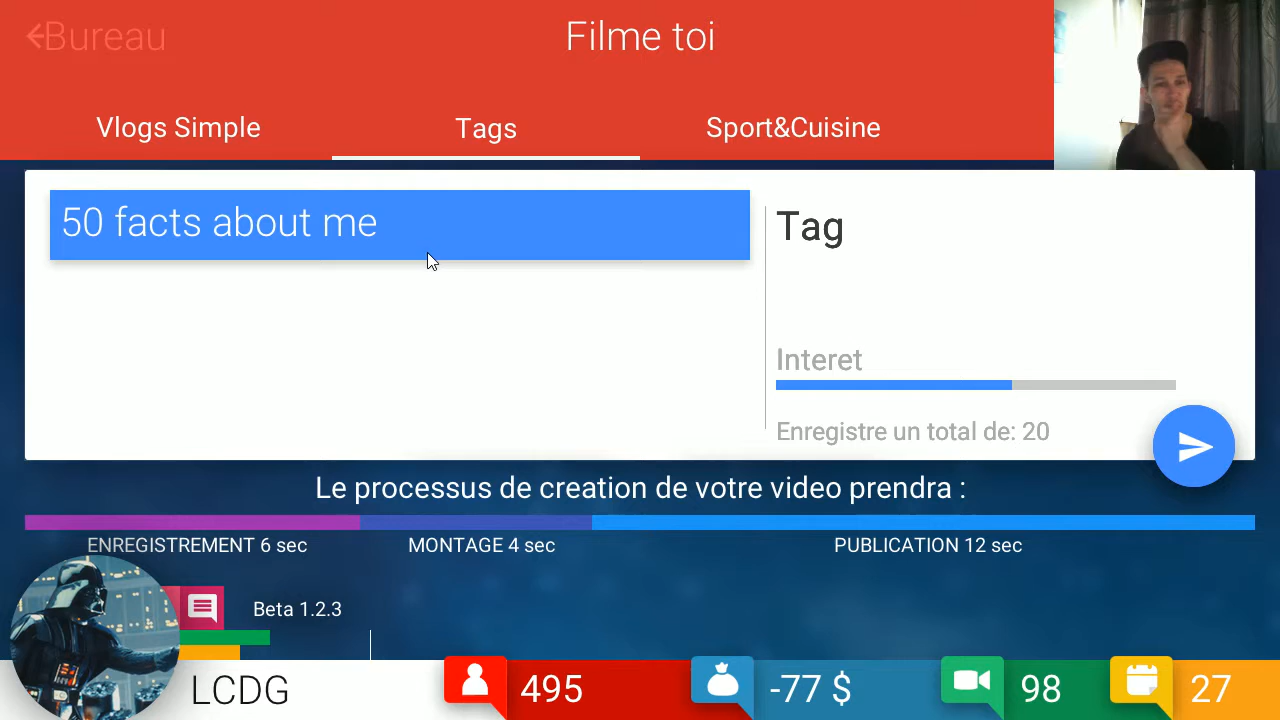 Bureau
Filme toi
Vlogs Simple
Tags
Sport&Cuisine
50 facts about me
Tag
Interet
Enregistre un total de: 20
Le processus de creation de votre video prendra :
ENREGISTREMENT 6 sec
MONTAGE 4 sec
PUBLICATION 12 sec
Beta 1.2.3
LCDG
495
-77 $
98
27